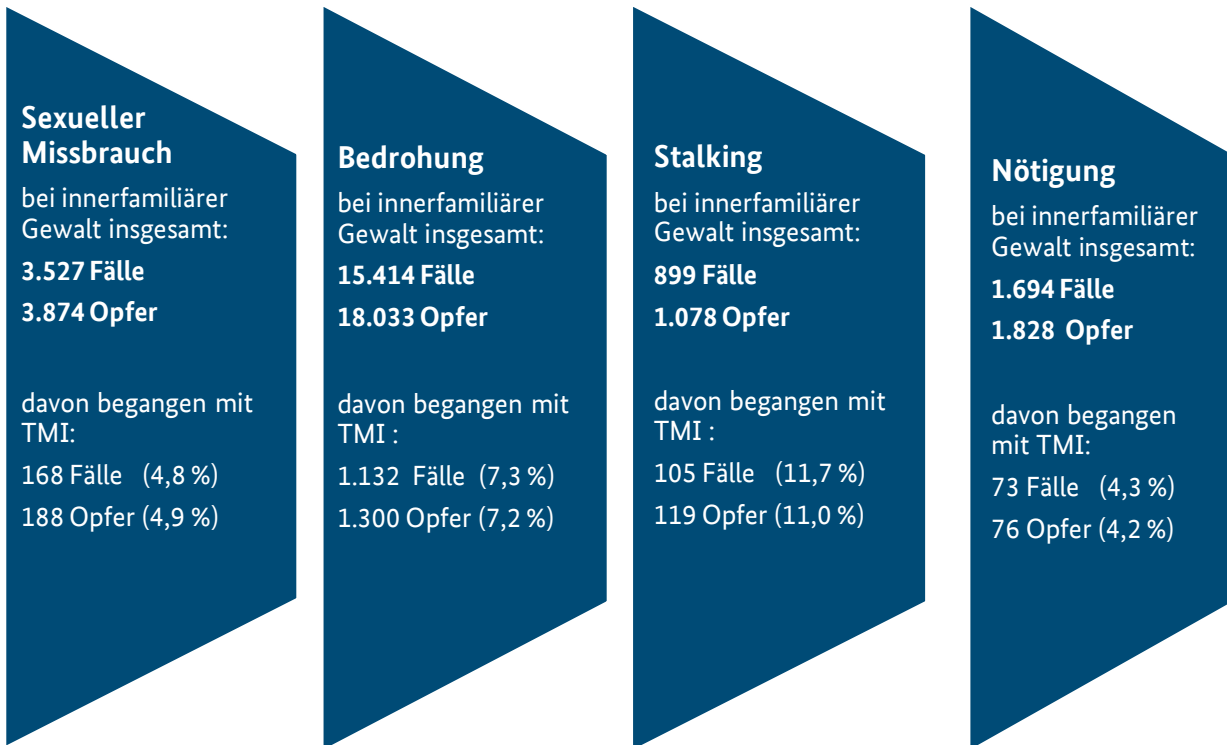 Sexueller
Missbrauch
bei innerfamiliärer
Gewalt insgesamt:
3.527 Fälle
3.874 Opfer
davon begangen mit
TMI:
168 Fälle (4,8 %)
188 Opfer (4,9 %)
Bedrohung
bei innerfamiliärer
Gewalt insgesamt:
15.414 Fälle
18.033 Opfer
davon begangen mit
TMI :
1.132 Fälle (7,3 %)
1.300 Opfer (7,2 %)
Stalking
bei innerfamiliärer
Gewalt insgesamt:
899 Fälle
1.078 Opfer
davon begangen mit
TMI :
105 Fälle (11,7 %)
119 Opfer (11,0 %)
Nötigung
bei innerfamiliärer
Gewalt insgesamt:
1.694 Fälle
1.828 Opfer
davon begangen
mit TMI:
73 Fälle (4,3 %)
76 Opfer (4,2 %)